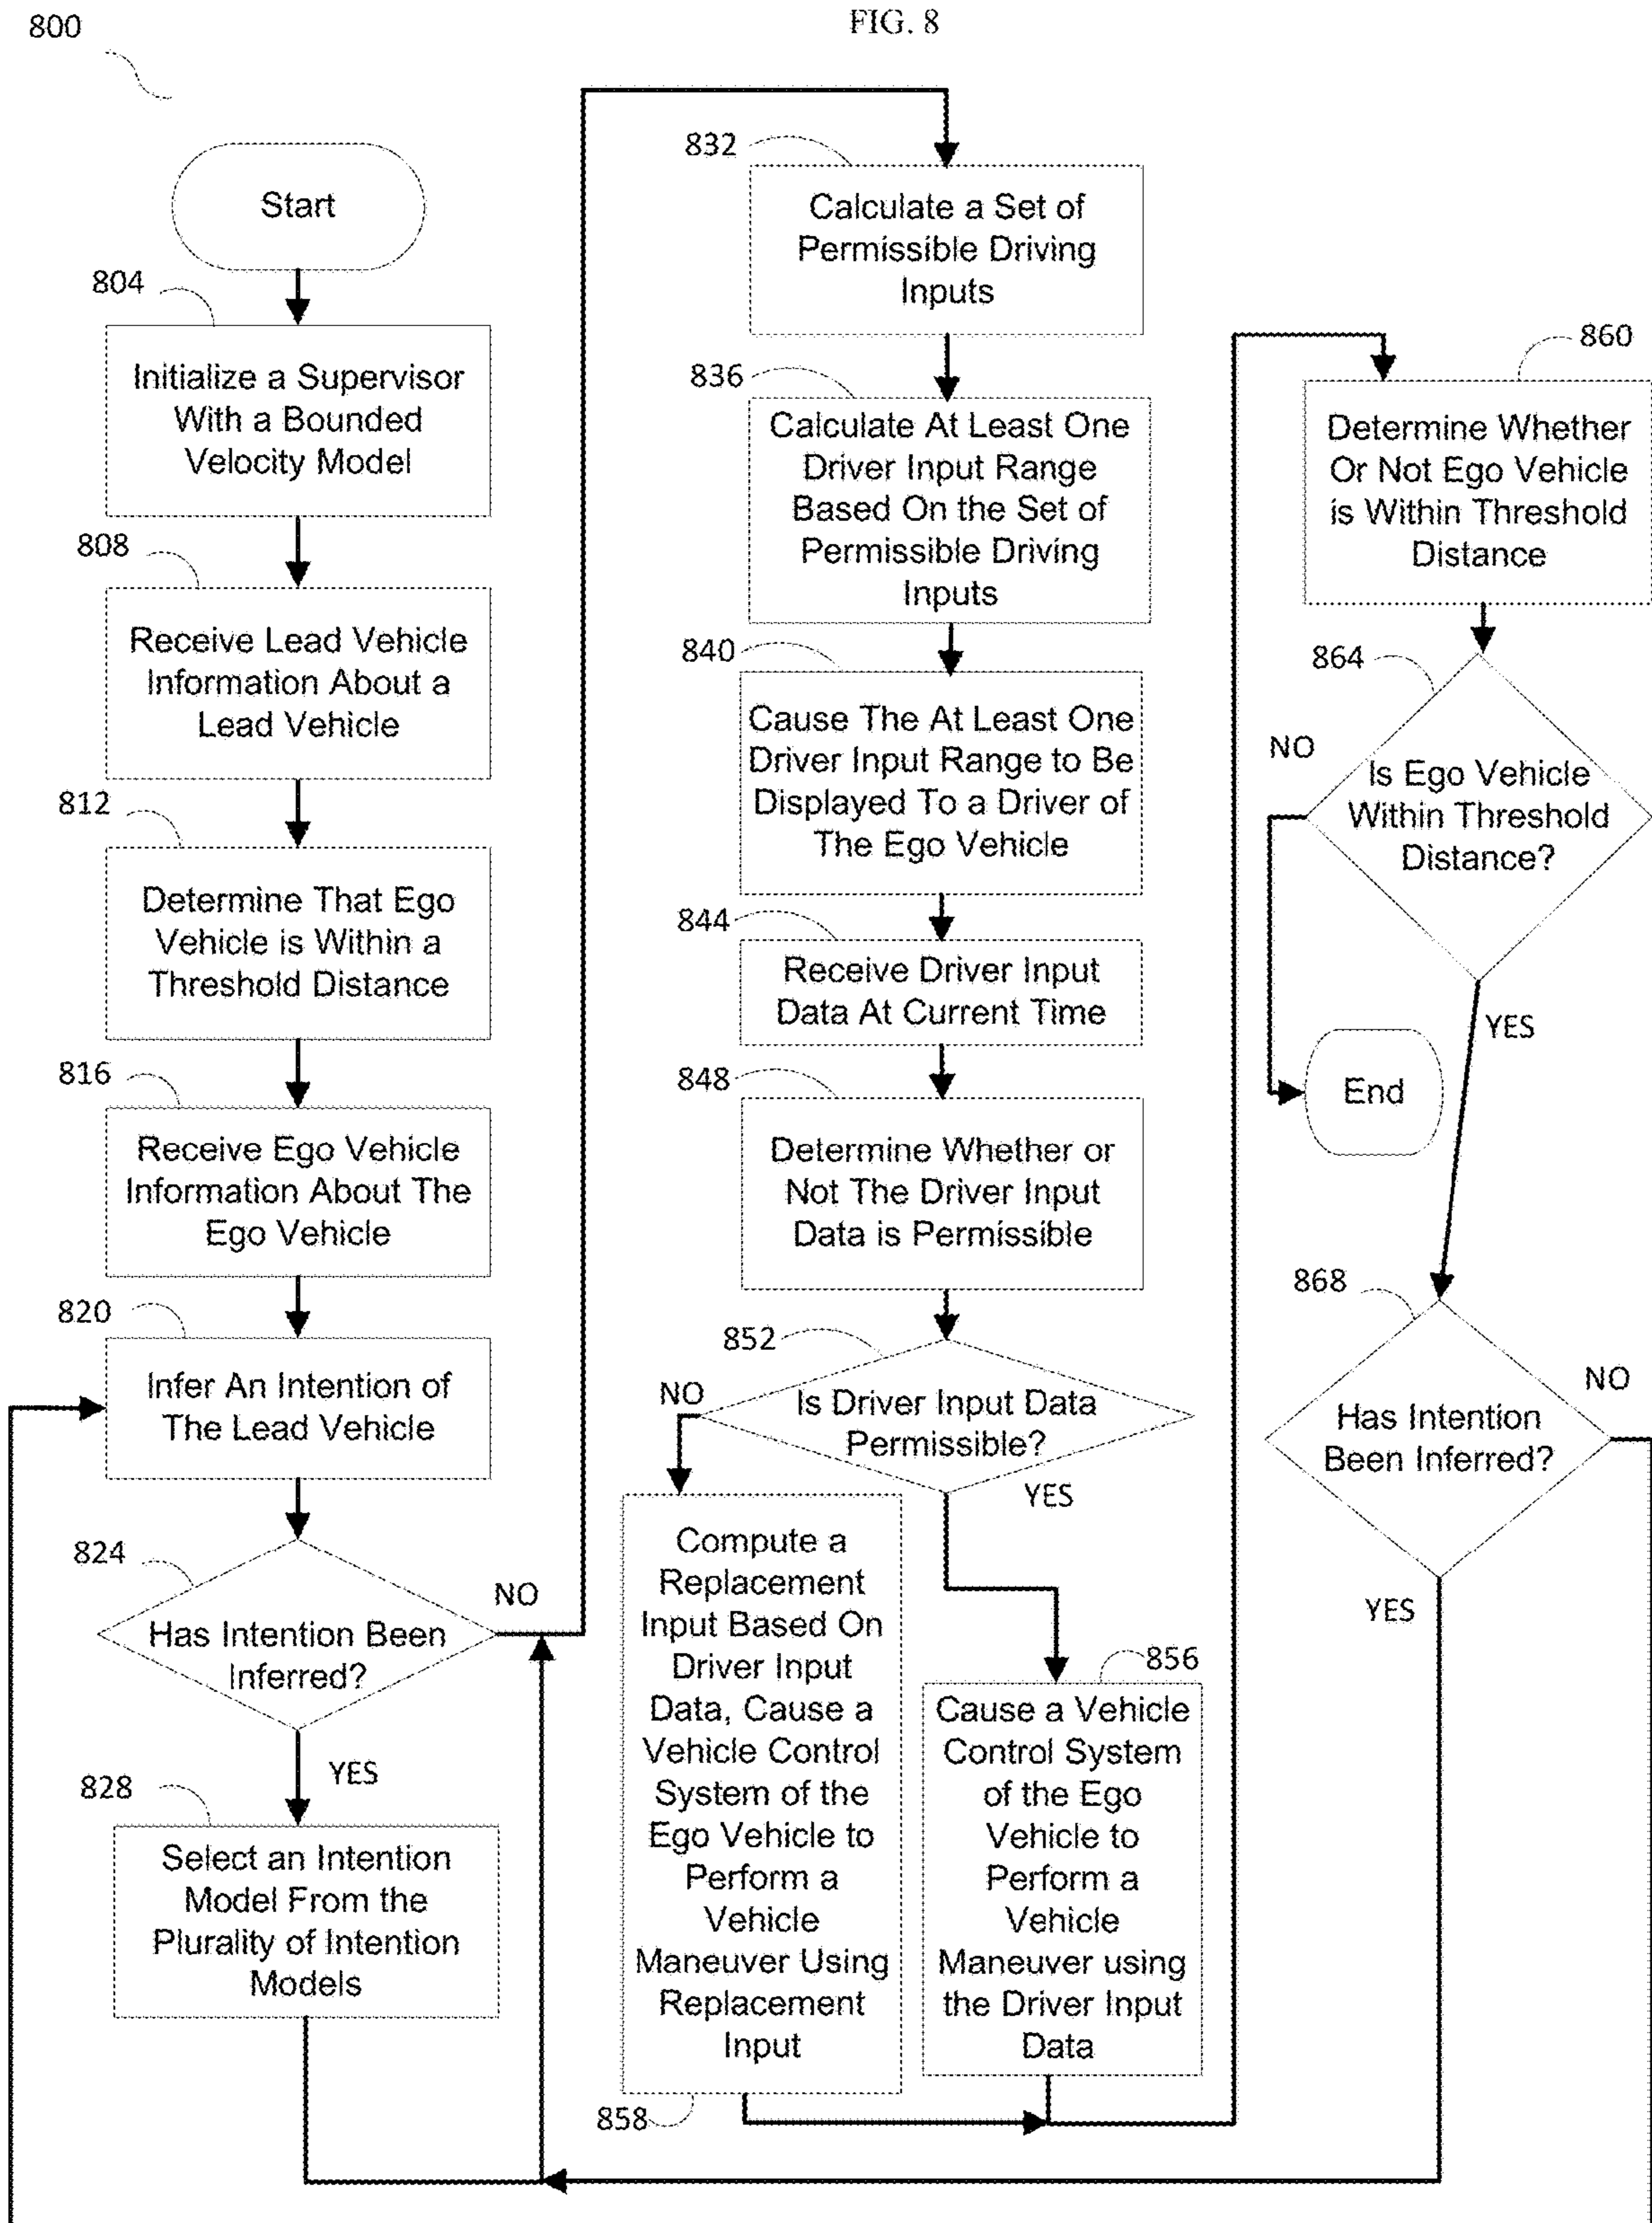 800
FIG. 8
Start
804
Initialize a Supervisor
With a Bounded
Velocity Model
808
Receive Lead Vehicle
Information About a
Lead Vehicle
812
Determine That Ego
Vehicle is Within a
Threshold Distance
816
Receive Ego Vehicle
Information About The
Ego Vehicle
820
Infer An Intention of
The Lead Vehicle
824
Has Intention Been
Inferred?
NO
YES
828
Select an Intention
Model From the
Plurality of Intention
Models
832
Calculate a Set of
Permissible Driving
Inputs
836
Calculate At Least One
Driver Input Range
Based On the Set of
Permissible Driving
Inputs
840
Cause The At Least One
Driver Input Range to Be
Displayed To a Driver of
The Ego Vehicle
844
Receive Driver Input
Data At Current Time
848
Determine Whether or
Not The Driver Input
Data is Permissible
852
Is Driver Input Data
Permissible?
NO
YES
Compute a
Replacement
Input Based On
Driver Input
Data, Cause a
Vehicle Control
System of the
Ego Vehicle to
Perform a
Vehicle
Maneuver Using
Replacement
Input
858
856
Cause a Vehicle
Control System
of the Ego
Vehicle to
Perform a
Vehicle
Maneuver using
the Driver Input
Data
860
Determine Whether
Or Not Ego Vehicle
is Within Threshold
Distance
864
Is Ego Vehicle
Within Threshold
Distance?
NO
YES
End
868
Has Intention
Been Inferred?
NO
YES